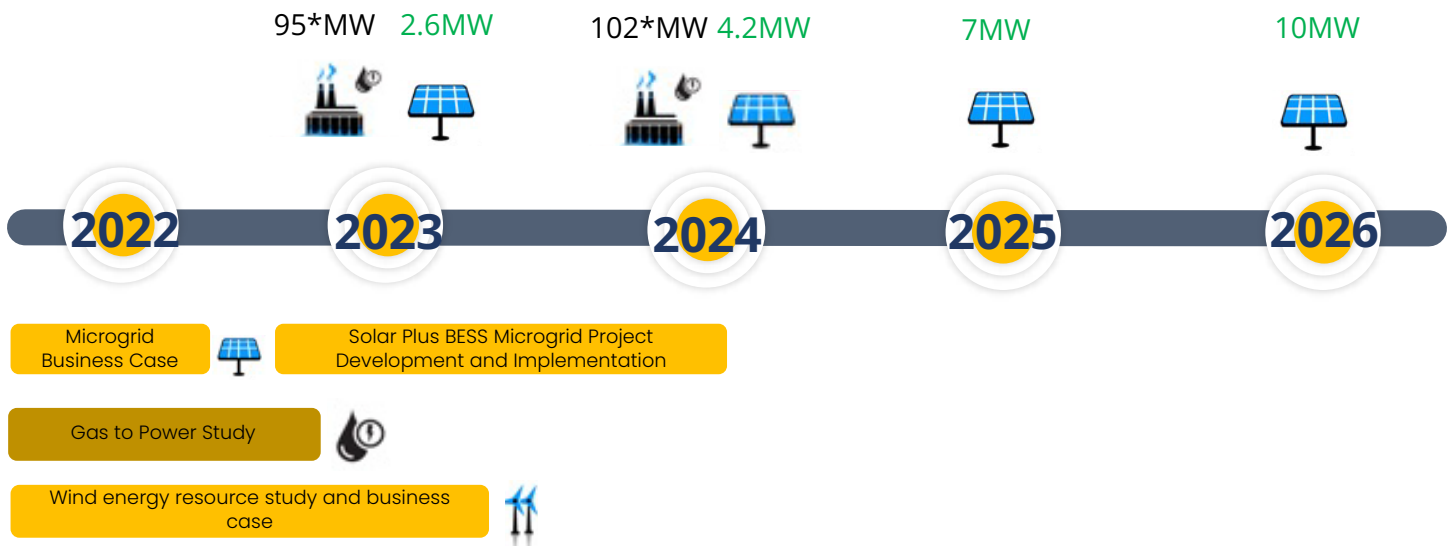 95*MW 2.6MW 102*MW 4.2MW 7MW 10MW
2022 2023 2024 2025 2026
Microgrid
Business Case
Solar Plus BESS Microgrid Project
Development and Implementation
Gas to Power Study
Wind energy resource study and business
case